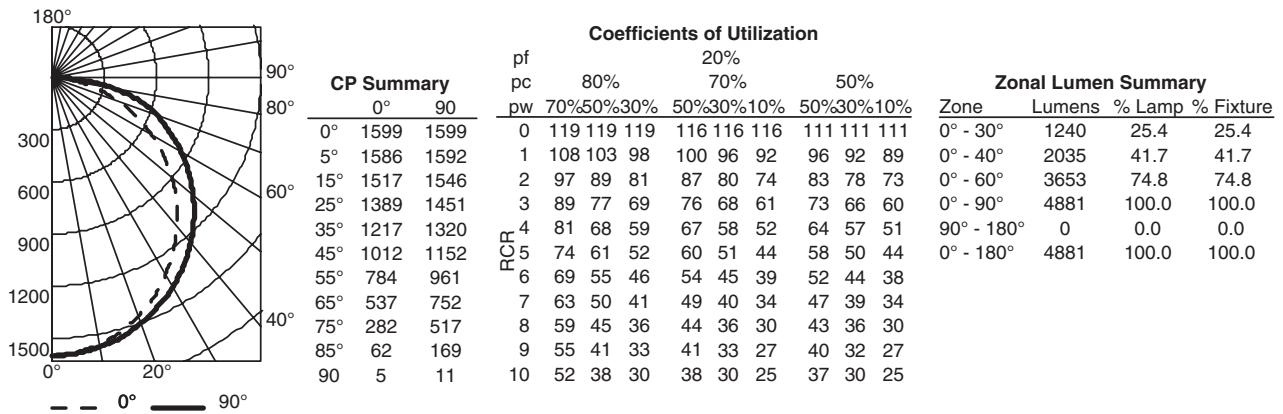 180°
90°
80°
60°
40°
20°
0°
300
600
900
1200
1500
0° 90°
CP Summary
0° 90
0° 1599 1599
5° 1586 1592
15° 1517 1546
25° 1389 1451
35° 1217 1320
45° 1012 1152
55° 784 961
65° 537 752
75° 282 517
85° 62 169
90 5 11
Coefficients of Utilization
pf 20%
pc 80% 70% 50%
pw 70%50%30% 50%30%10% 50%30%10%
RCR
0 119 119 119 116 116 116 111 111 111
1 108 103 98 100 96 92 96 92 89
2 97 89 81 87 80 74 83 78 73
3 89 77 69 76 68 61 73 66 60
4 81 68 59 67 58 52 64 57 51
5 74 61 52 60 51 44 58 50 44
6 69 55 46 54 45 39 52 44 38
7 63 50 41 49 40 34 47 39 34
8 59 45 36 44 36 30 43 36 30
9 55 41 33 41 33 27 40 32 27
10 52 38 30 38 30 25 37 30 25
Zonal Lumen Summary
Zone Lumens % Lamp % Fixture
0° - 30° 1240 25.4 25.4
0° - 40° 2035 41.7 41.7
0° - 60° 3653 74.8 74.8
0° - 90° 4881 100.0 100.0
90° - 180° 0 0.0 0.0
0° - 180° 4881 100.0 100.0